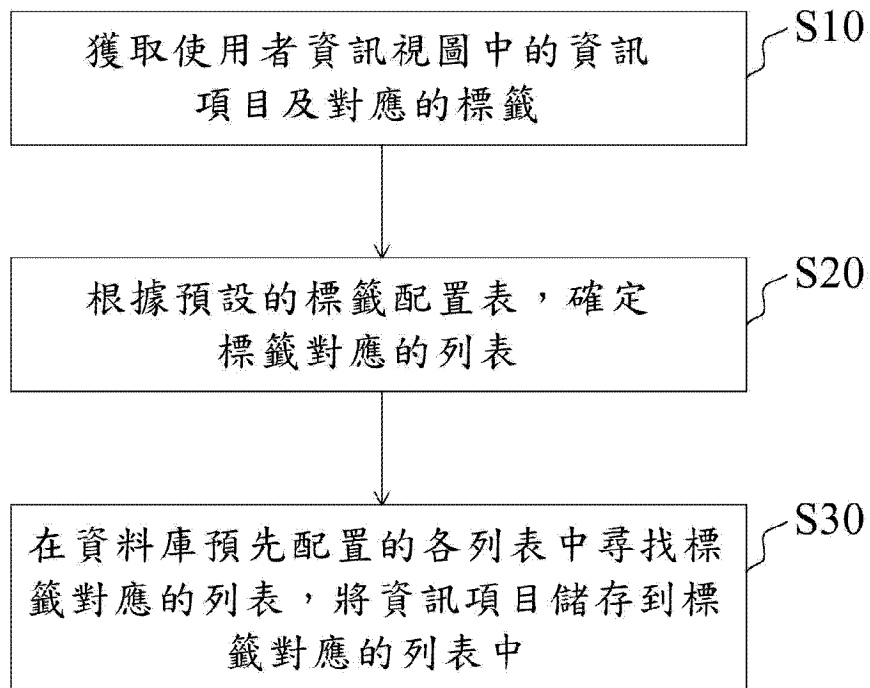 獲取使用者資訊視圖中的資訊
項目及對應的標籤
S10
根據預設的標籤配置表，確定
標籤對應的列表
S20
在資料庫預先配置的各列表中尋找標
籤對應的列表，將資訊項目儲存到標
籤對應的列表中
S30